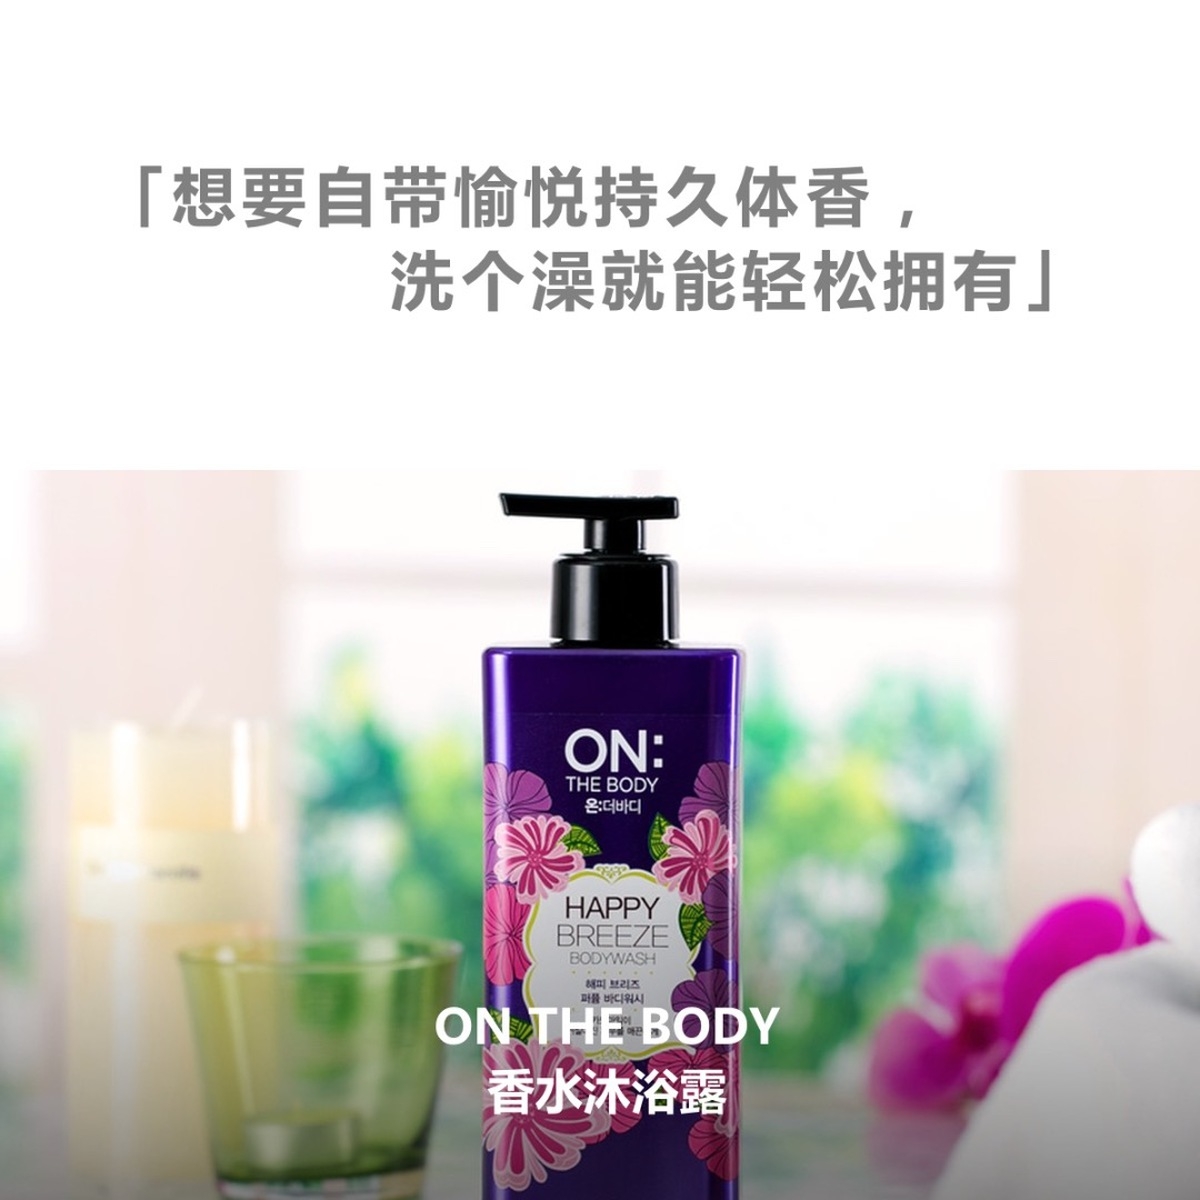 「想要自带愉悦持久体香，
洗个澡就能轻松拥有」
ON:
THE BODY
온:더바디
HAPPY
BREEZE
BODYWASH
해피 브리즈
퍼퓸 바디워시
ON THE BODY
香水沐浴露